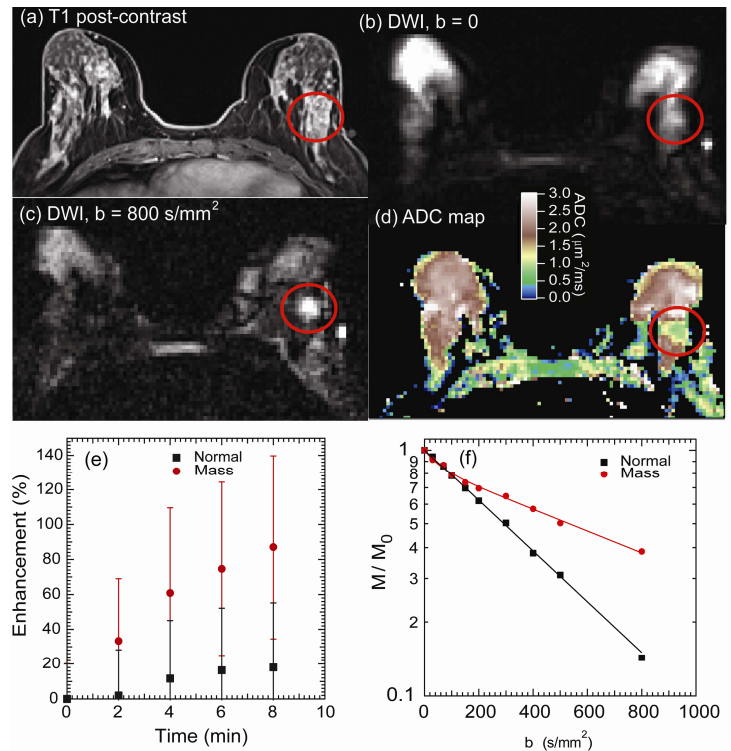 (a) T1 post-contrast
(b) DWI, b = 0
(c) DWI, b = 800 s/mm²
(d) ADC map
3.0
2.5
2.0
1.5
1.0
0.5
0.0
ADC (μm²/ms)
(e)
Normal
Mass
Enhancement (%)
140
120
100
80
60
40
20
0
0 2 4 6 8 10
Time (min)
(f)
Normal
Mass
M / M₀
1
9
8
7
6
5
4
3
2
0.1
0 200 400 600 800 1000
b (s/mm²)